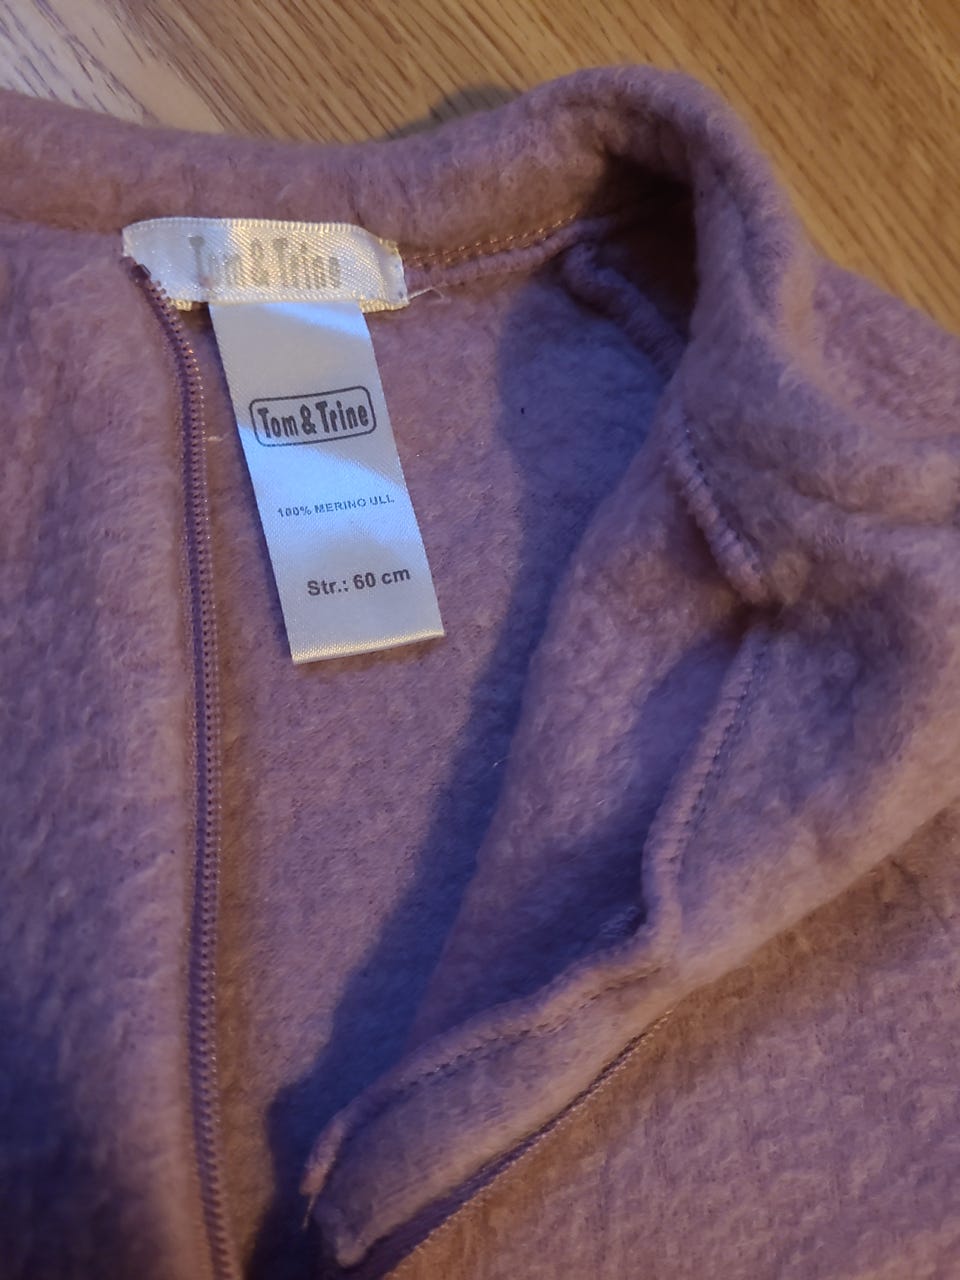 Tom & Trine
Tom & Trine
100% MERINO ULL
Str.: 60 cm